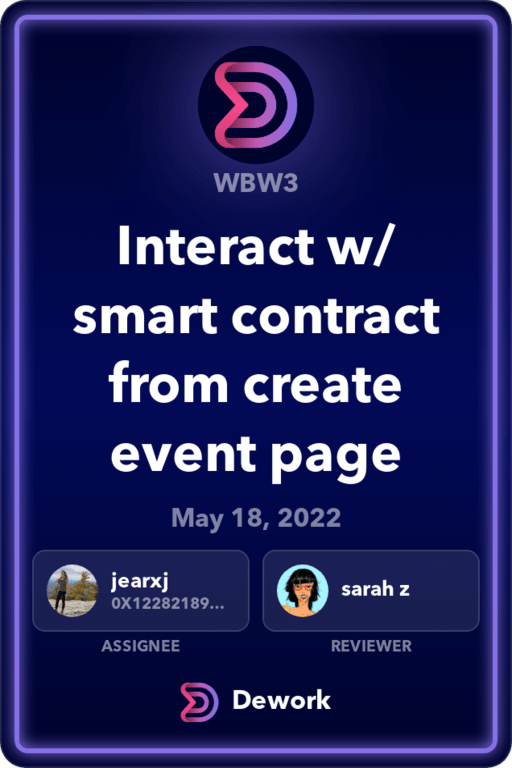 WBW3
Interact w/
smart contract
from create
event page
May 18, 2022
jearxj
0X12282189...
ASSIGNEE
sarah z
REVIEWER
Dework